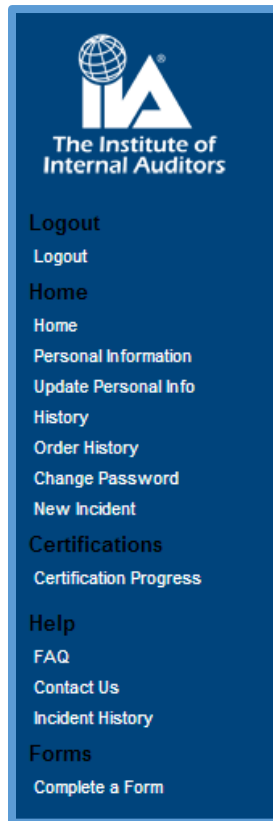 IIA
®
The Institute of
Internal Auditors
Logout
Logout
Home
Home
Personal Information
Update Personal Info
History
Order History
Change Password
New Incident
Certifications
Certification Progress
Help
FAQ
Contact Us
Incident History
Forms
Complete a Form